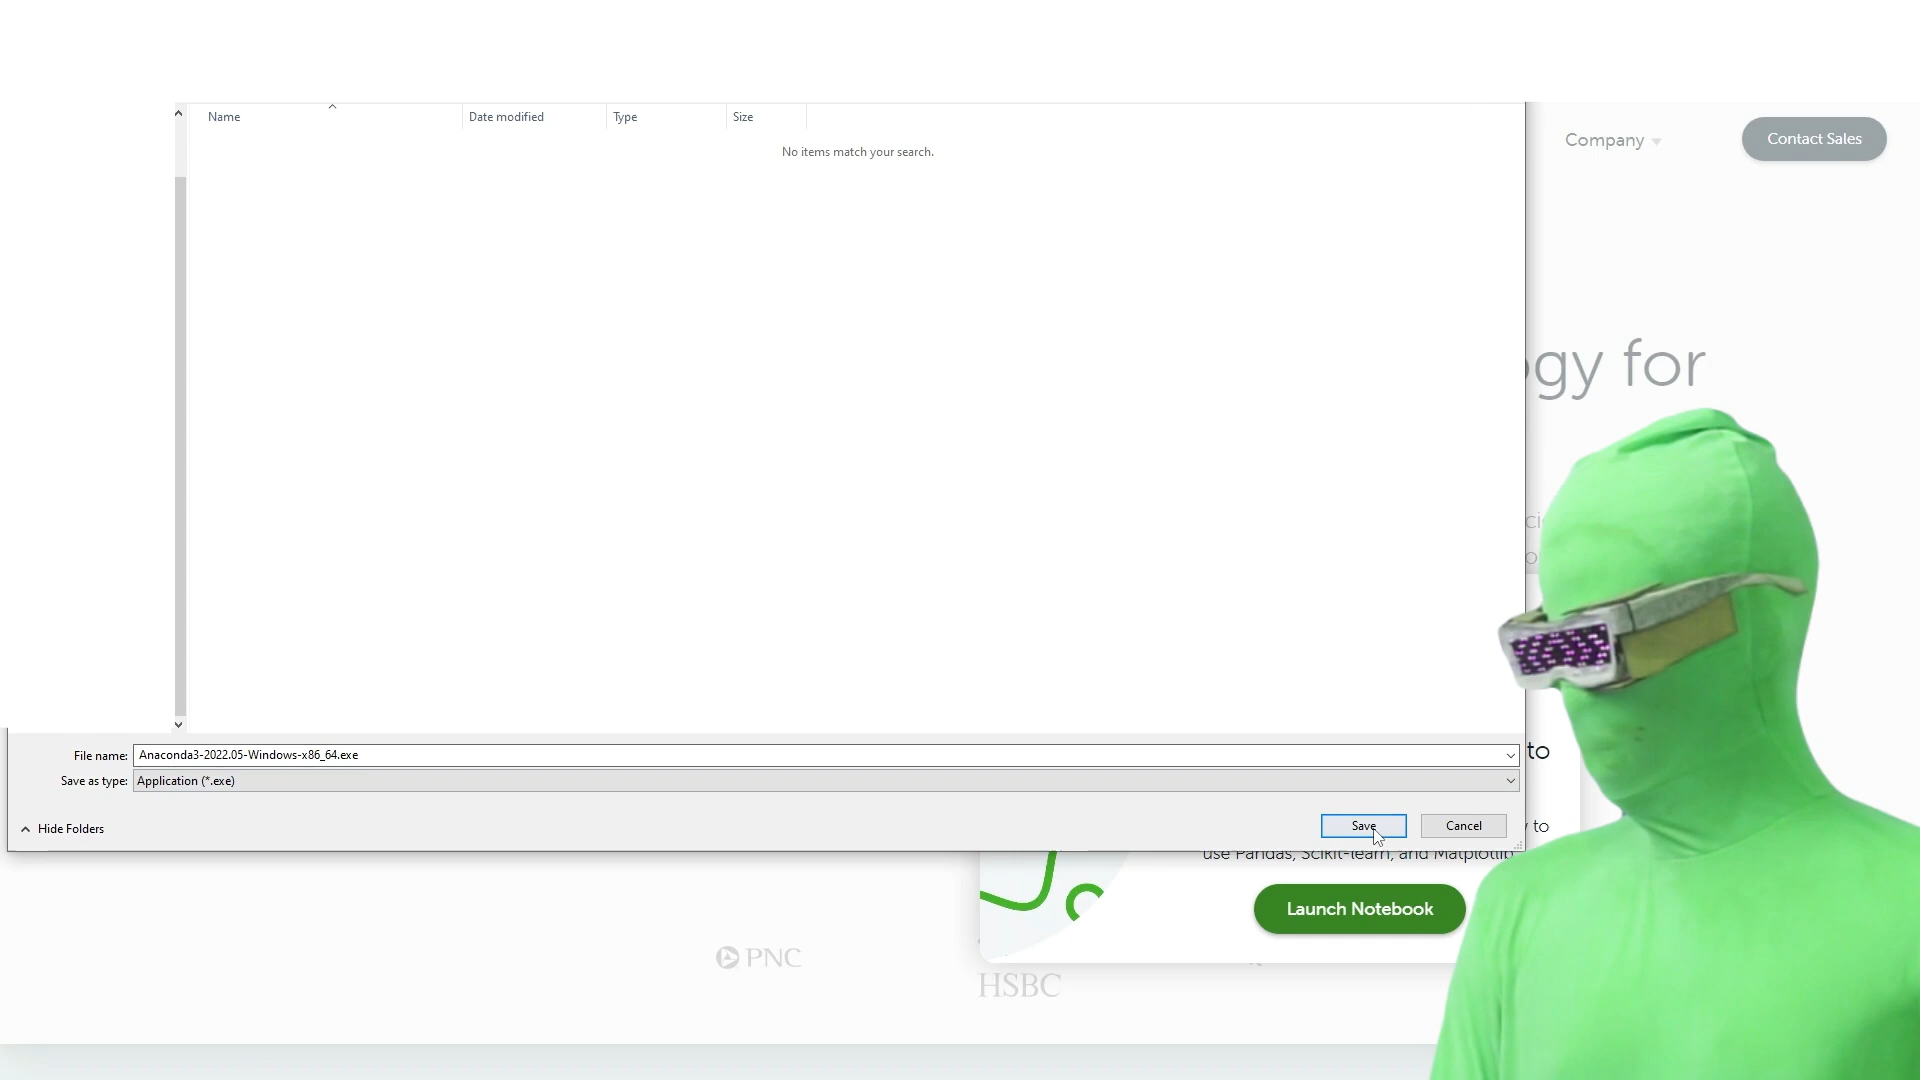 Name
Date modified
Type
Size
No items match your search.
Company
Contact Sales
gy for
File name: Anaconda3-2022.05-Windows-x86_64.exe
Save as type: Application (*.exe)
to
Hide Folders
Save
Cancel
to
use Pandas, Scikit-learn, and Matplotlib
Launch Notebook
PNC
HSBC